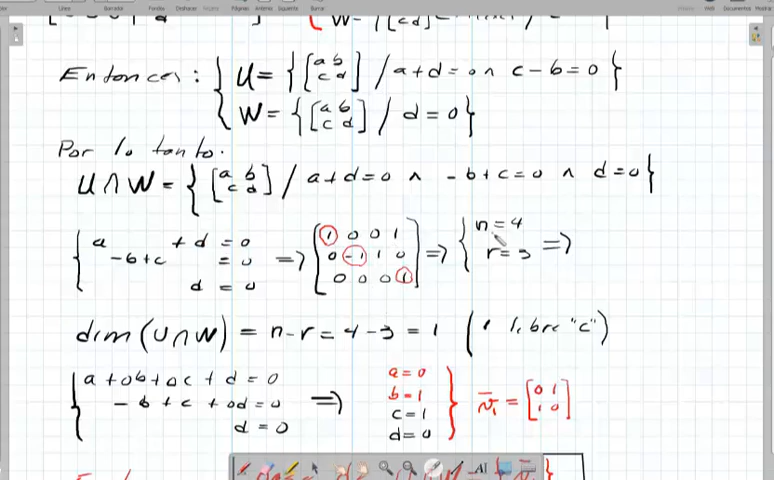 Entonces: { U = { [a b c d] / a+d=0 ∧ c-b=0 }
W = { [a b c d] / d=0 }
Por lo tanto:
U∩W = { [a b c d] / a+d=0 ∧ -b+c=0 ∧ d=0 }
{ a + d = 0
-b+c = 0
d = 0
=> [ 1 0 0 1
0 -1 1 0
0 0 0 1 ]
=> { n=4
r=3 =>
dim (U∩W) = n-r = 4-3 = 1 (1 libre "c")
{ a+0b+0c+d=0
-b+c+0d=0
d=0
=> a=0
b=1
c=1
d=0 }
v̄₁ = [ 0 1
1 0 ]